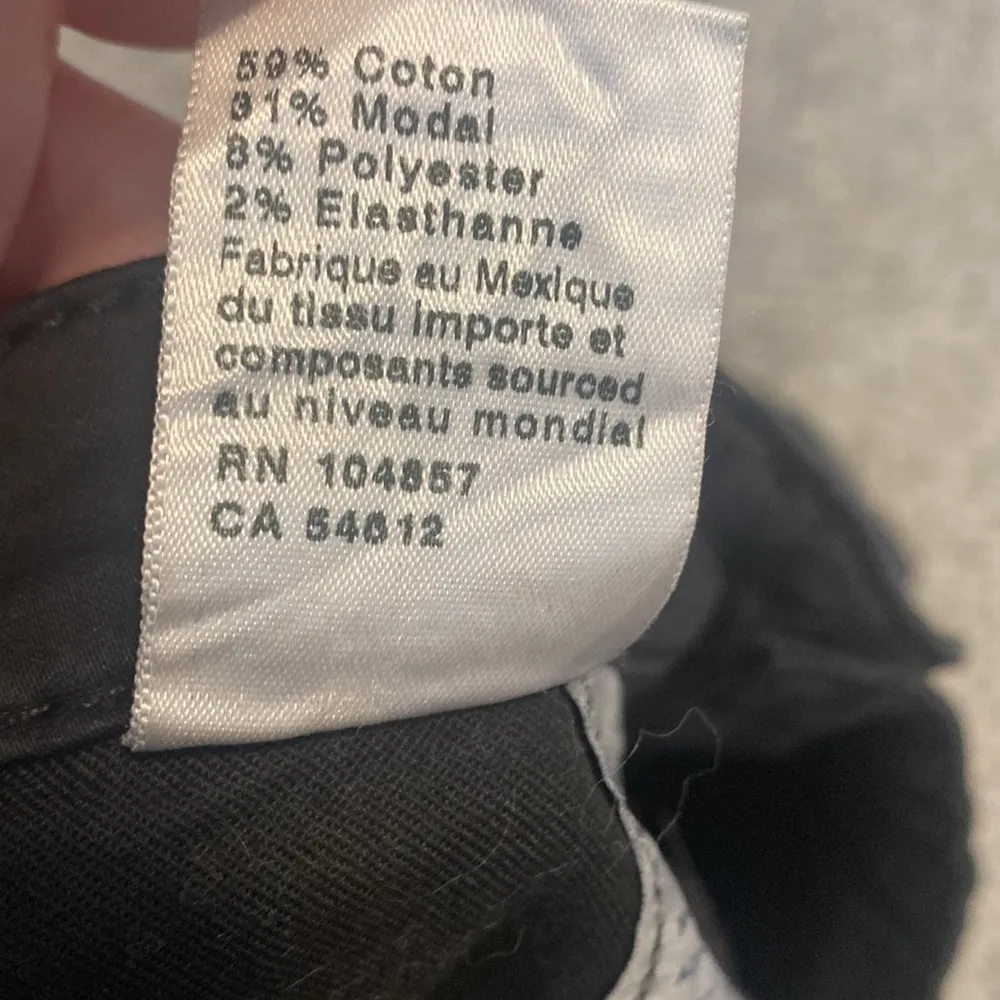 59% Coton
31% Modal
8% Polyester
2% Elasthanne
Fabrique au Mexique
du tissu importe et
composants sourced
au niveau mondial
RN 104857
CA 54612